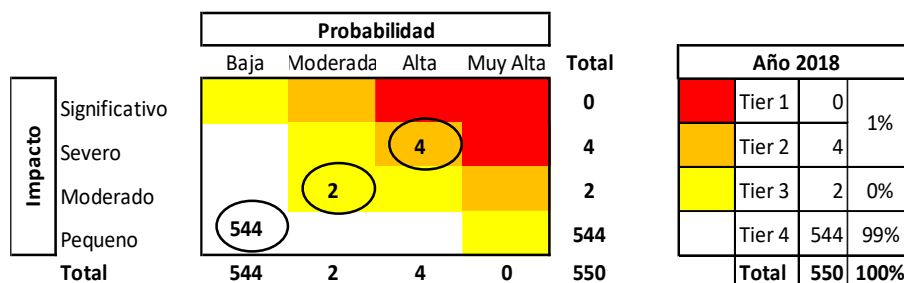 Probabilidad
Baja Moderada Alta Muy Alta Total
Impacto
Significativo 0
Severo 4 4
Moderado 2 2
Pequeno 544 544
Total 544 2 4 0 550
Año 2018
Tier 1 0 1%
Tier 2 4
Tier 3 2 0%
Tier 4 544 99%
Total 550 100%